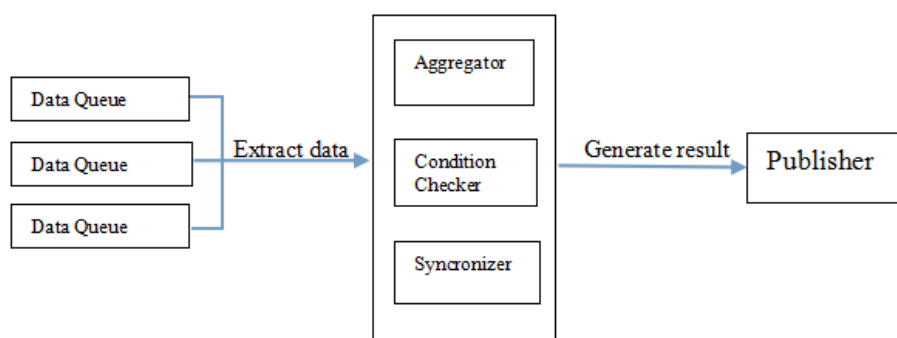 Data Queue
Data Queue
Data Queue
Extract data
Aggregator
Condition
Checker
Syncronizer
Generate result
Publisher